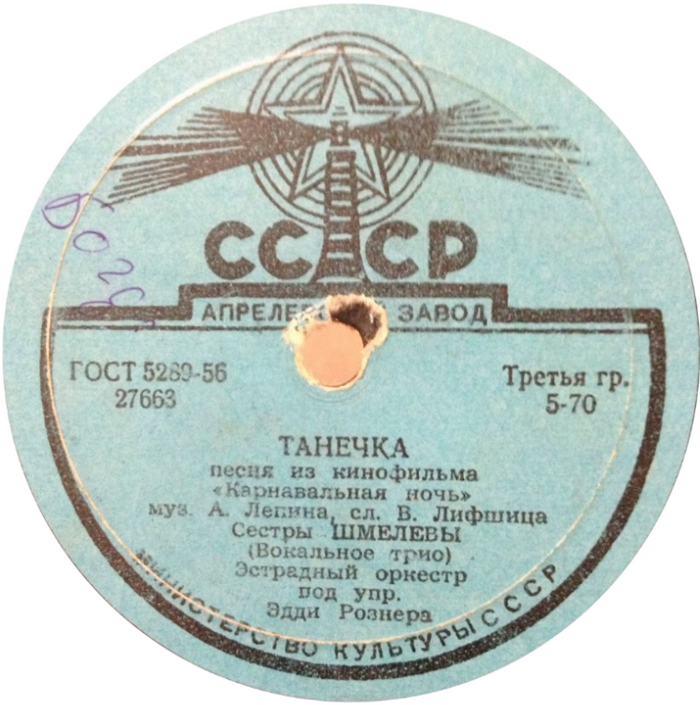 СССР
ЗАВОД
ГОСТ 5289-56
27663
Третья гр.
5-70
ТАНЕЧКА
песня из кинофильма
«Карнавальная ночь»
муз. А. Лепина, сл. В. Лифшица
Сестры ШМЕЛЕВЫ
(Вокальное трио)
Эстрадный оркестр
под упр.
Эдди Рознера
МИНИСТЕРСТВО КУЛЬТУРЫ СССР